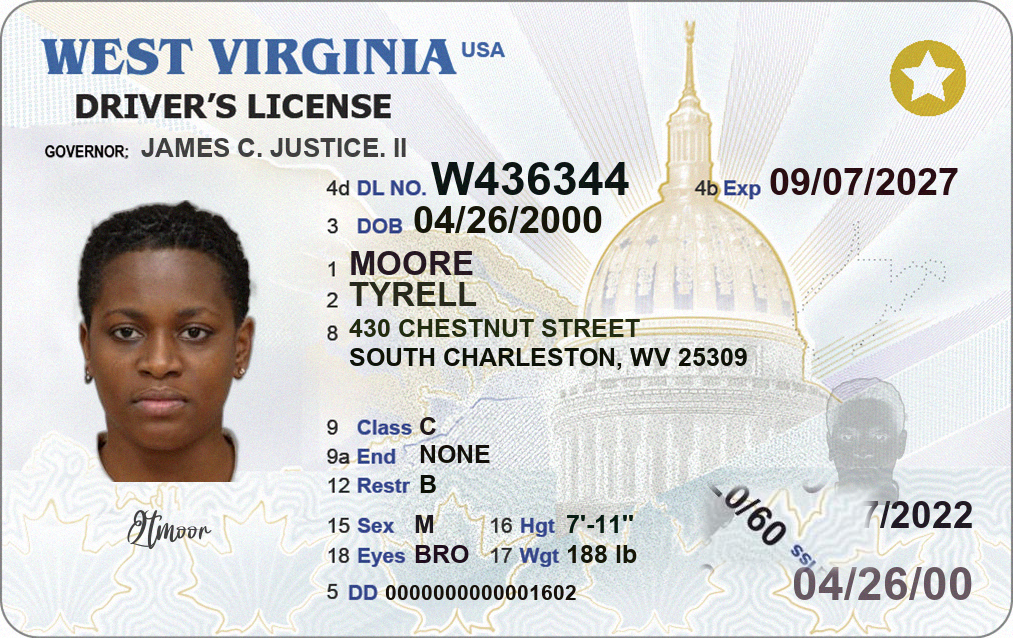 WEST VIRGINIA USA
DRIVER'S LICENSE
GOVERNOR: JAMES C. JUSTICE. II
4d DL NO. W436344 4b Exp 09/07/2027
3 DOB 04/26/2000
1 MOORE
2 TYRELL
8 430 CHESTNUT STREET
SOUTH CHARLESTON, WV 25309
9 Class C
9a End NONE
12 Restr B
15 Sex M 16 Hgt 7'-11"
18 Eyes BRO 17 Wgt 188 lb
5 DD 0000000000001602
0/60
7/2022
04/26/00